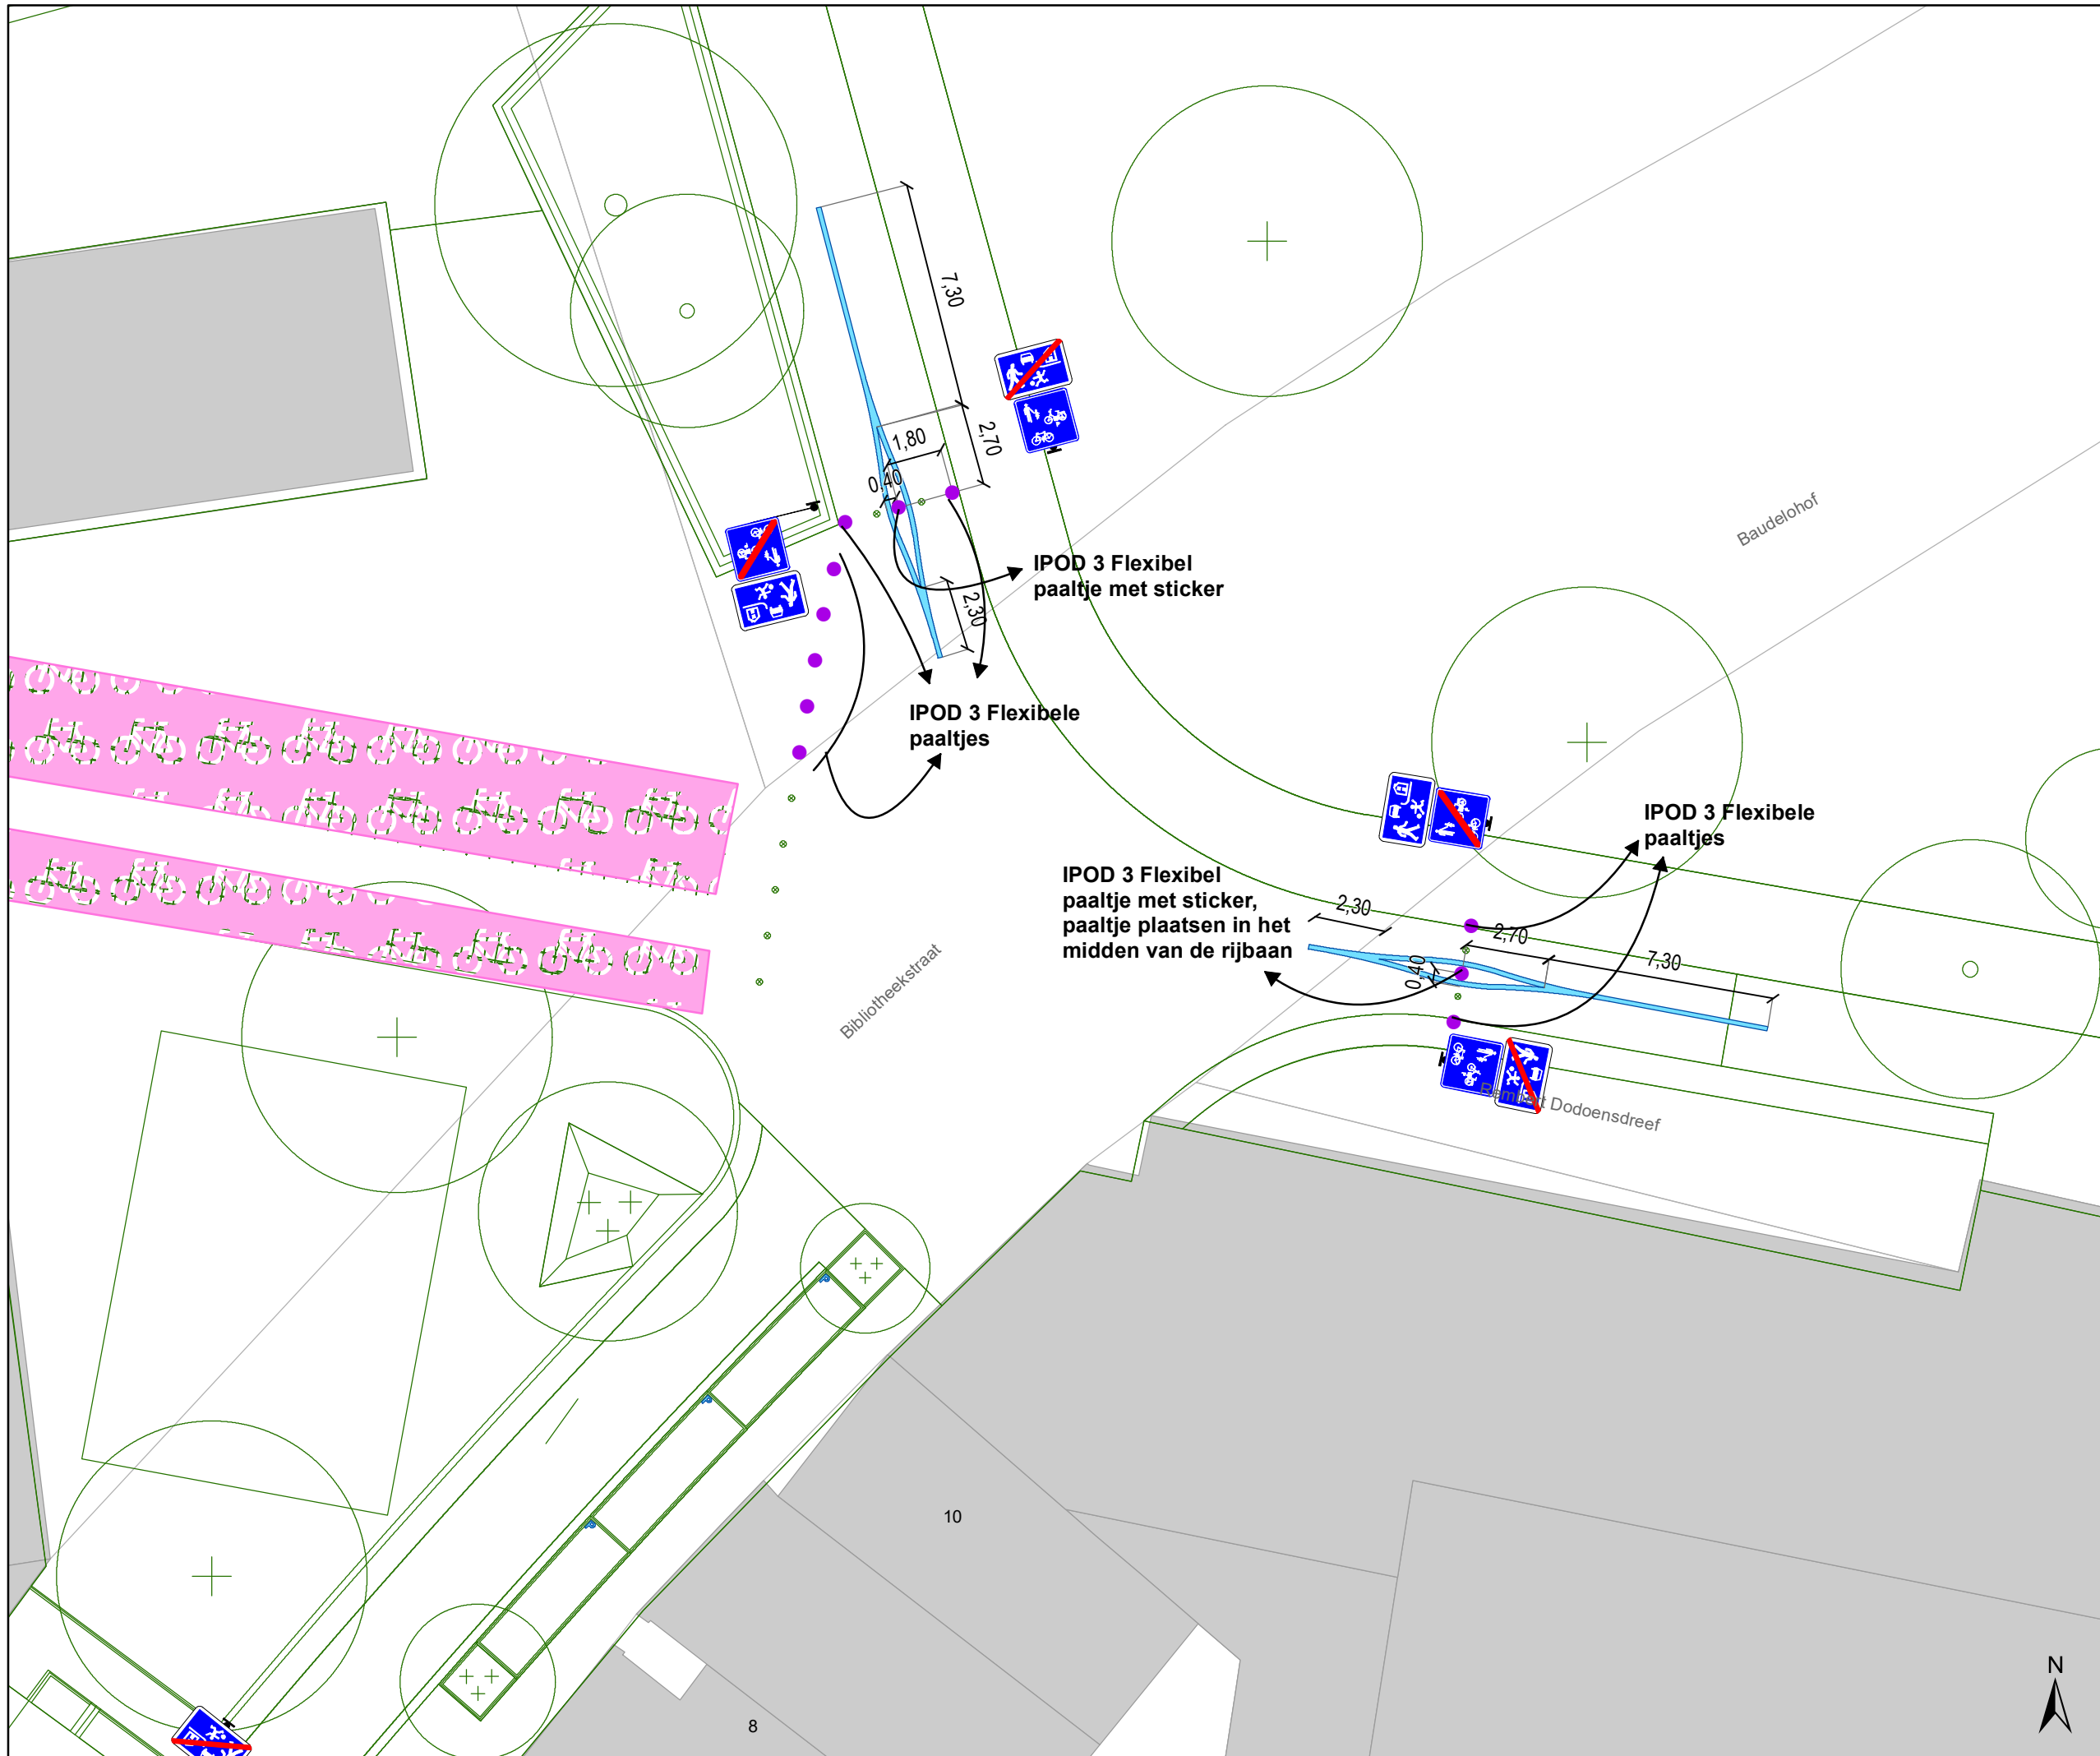 7,30
2,70
1,80
0,40
IPOD 3 Flexibel
paaltje met sticker
2,30
Baudelohof
IPOD 3 Flexibele
paaltjes
IPOD 3 Flexibele
paaltjes
IPOD 3 Flexibel
paaltje met sticker,
paaltje plaatsen in het
midden van de rijbaan
2,30
2,70
7,30
0,40
Bibliotheekstraat
Rembert Dodoensdreef
10
8
N